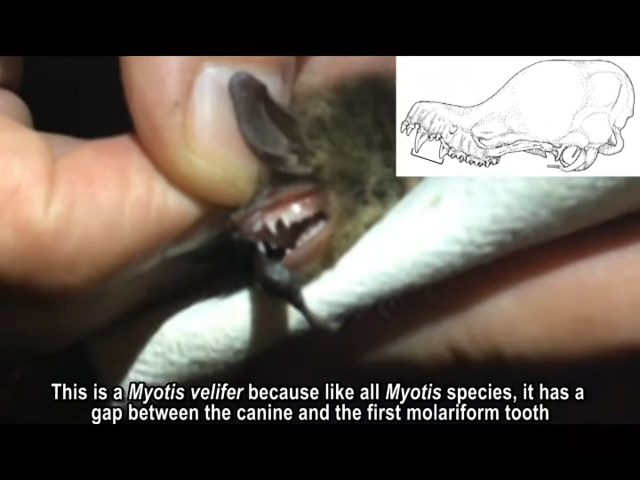 This is a Myotis velifer because like all Myotis species, it has a
gap between the canine and the first molariform tooth